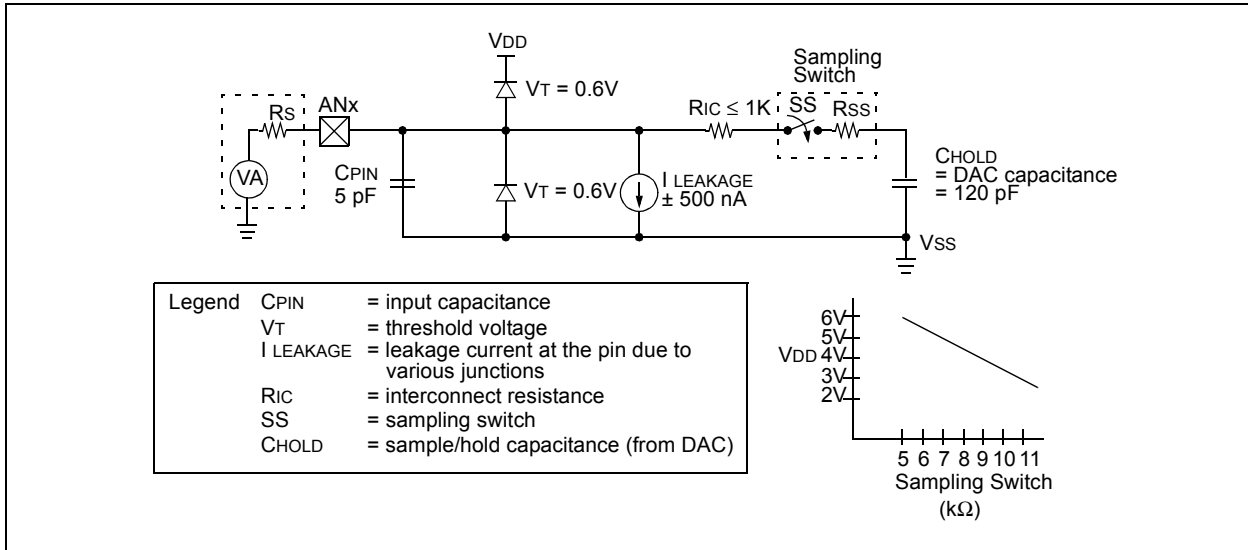 VDD
Sampling
Switch
VT = 0.6V
RS
ANx
RIC ≤ 1K
SS
RSS
VA
CPIN
5 pF
VT = 0.6V
I LEAKAGE
± 500 nA
CHOLD
= DAC capacitance
= 120 pF
VSS
Legend CPIN = input capacitance
VT = threshold voltage
I LEAKAGE = leakage current at the pin due to
various junctions
RIC = interconnect resistance
SS = sampling switch
CHOLD = sample/hold capacitance (from DAC)
6V
5V
VDD 4V
3V
2V
5 6 7 8 9 10 11
Sampling Switch
(kΩ)